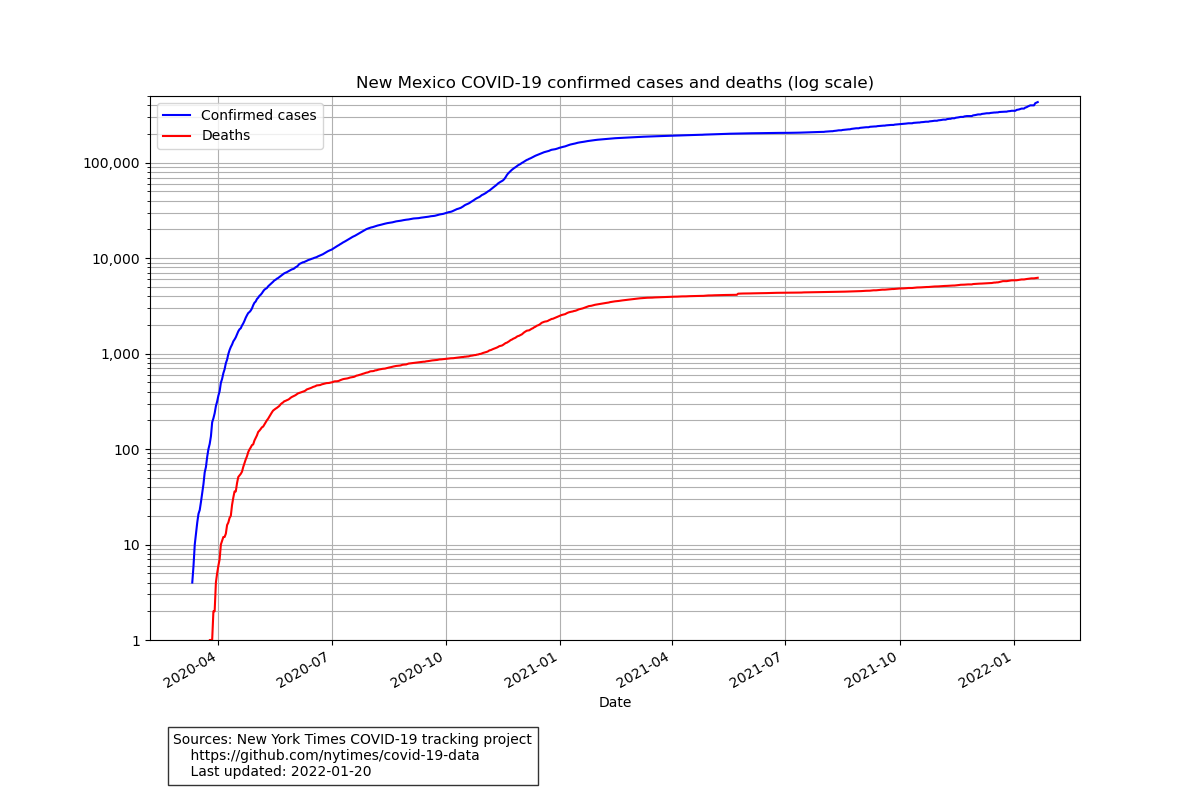 New Mexico COVID-19 confirmed cases and deaths (log scale)
Confirmed cases
Deaths
100,000
10,000
1,000
100
10
1
2020-04
2020-07
2020-10
2021-01
2021-04
2021-07
2021-10
2022-01
Date
Sources: New York Times COVID-19 tracking project
https://github.com/nytimes/covid-19-data
Last updated: 2022-01-20